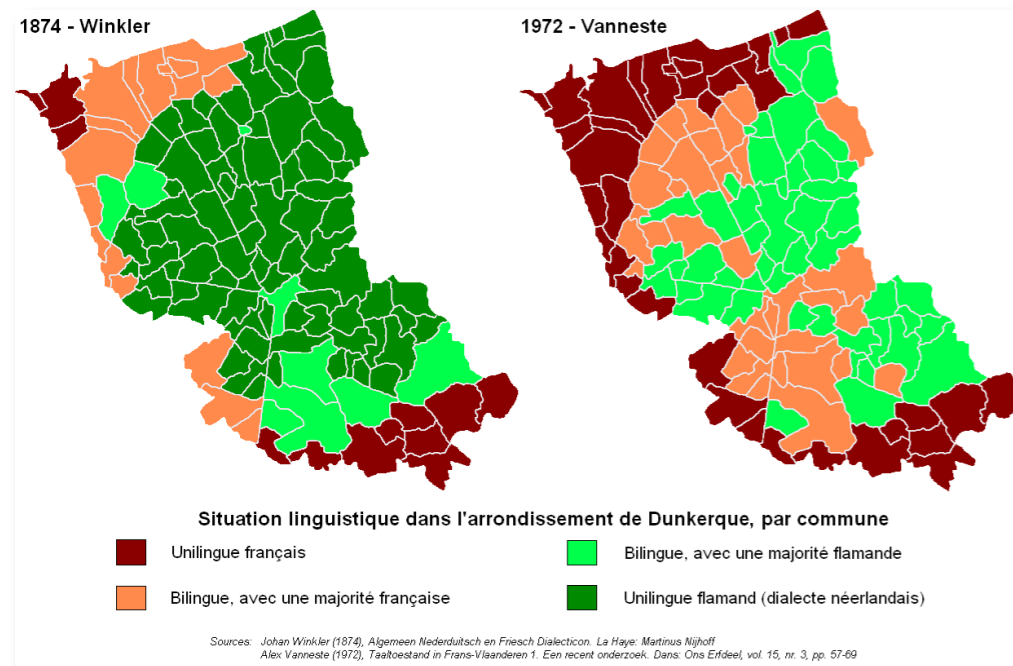 1874 - Winkler
1972 - Vanneste
Situation linguistique dans l'arrondissement de Dunkerque, par commune
Unilingue français
Bilingue, avec une majorité flamande
Bilingue, avec une majorité française
Unilingue flamand (dialecte néerlandais)
Sources: Johan Winkler (1874), Algemeen Nederduitsch en Friesch Dialecticon. La Haye: Martinus Nijhoff
Alex Vanneste (1972), Taaltoestand in Frans-Vlaanderen 1. Een recent onderzoek. Dans: Ons Erfdeel, vol. 15, nr. 3, pp. 57-69